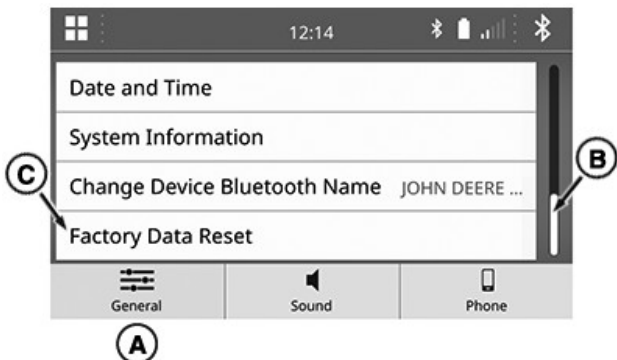 12:14
Date and Time
System Information
C
B
Change Device Bluetooth Name JOHN DEERE ...
Factory Data Reset
General Sound Phone
A